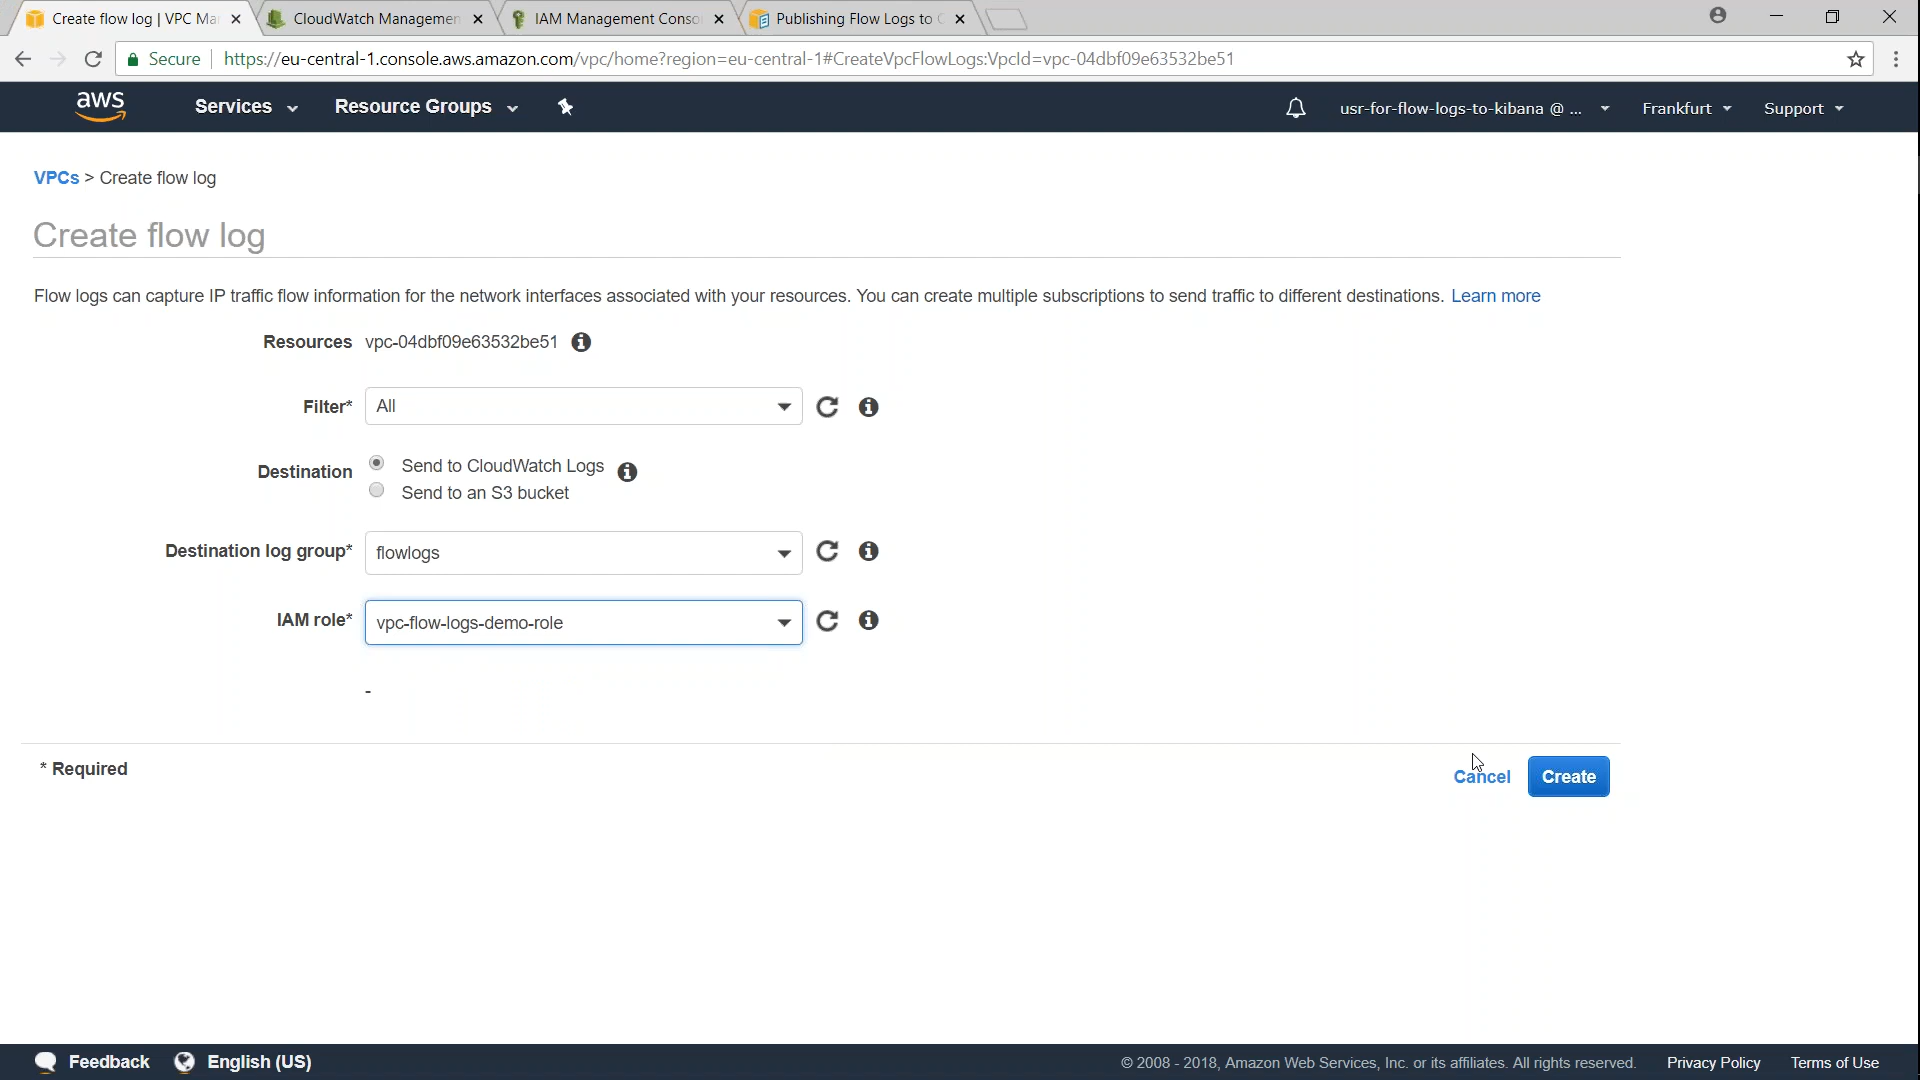 Create flow log | VPC Ma
CloudWatch Managemen
IAM Management Conso
Publishing Flow Logs to C
Secure
https://eu-central-1.console.aws.amazon.com/vpc/home?region=eu-central-1#CreateVpcFlowLogs:VpcId=vpc-04dbf09e63532be51
aws
Services
Resource Groups
usr-for-flow-logs-to-kibana @ ...
Frankfurt
Support
VPCs > Create flow log
Create flow log
Flow logs can capture IP traffic flow information for the network interfaces associated with your resources. You can create multiple subscriptions to send traffic to different destinations. Learn more
Resources vpc-04dbf09e63532be51
Filter* All
Destination
Send to CloudWatch Logs
Send to an S3 bucket
Destination log group* flowlogs
IAM role* vpc-flow-logs-demo-role
-
* Required
Cancel
Create
Feedback
English (US)
© 2008 - 2018, Amazon Web Services, Inc. or its affiliates. All rights reserved.
Privacy Policy
Terms of Use